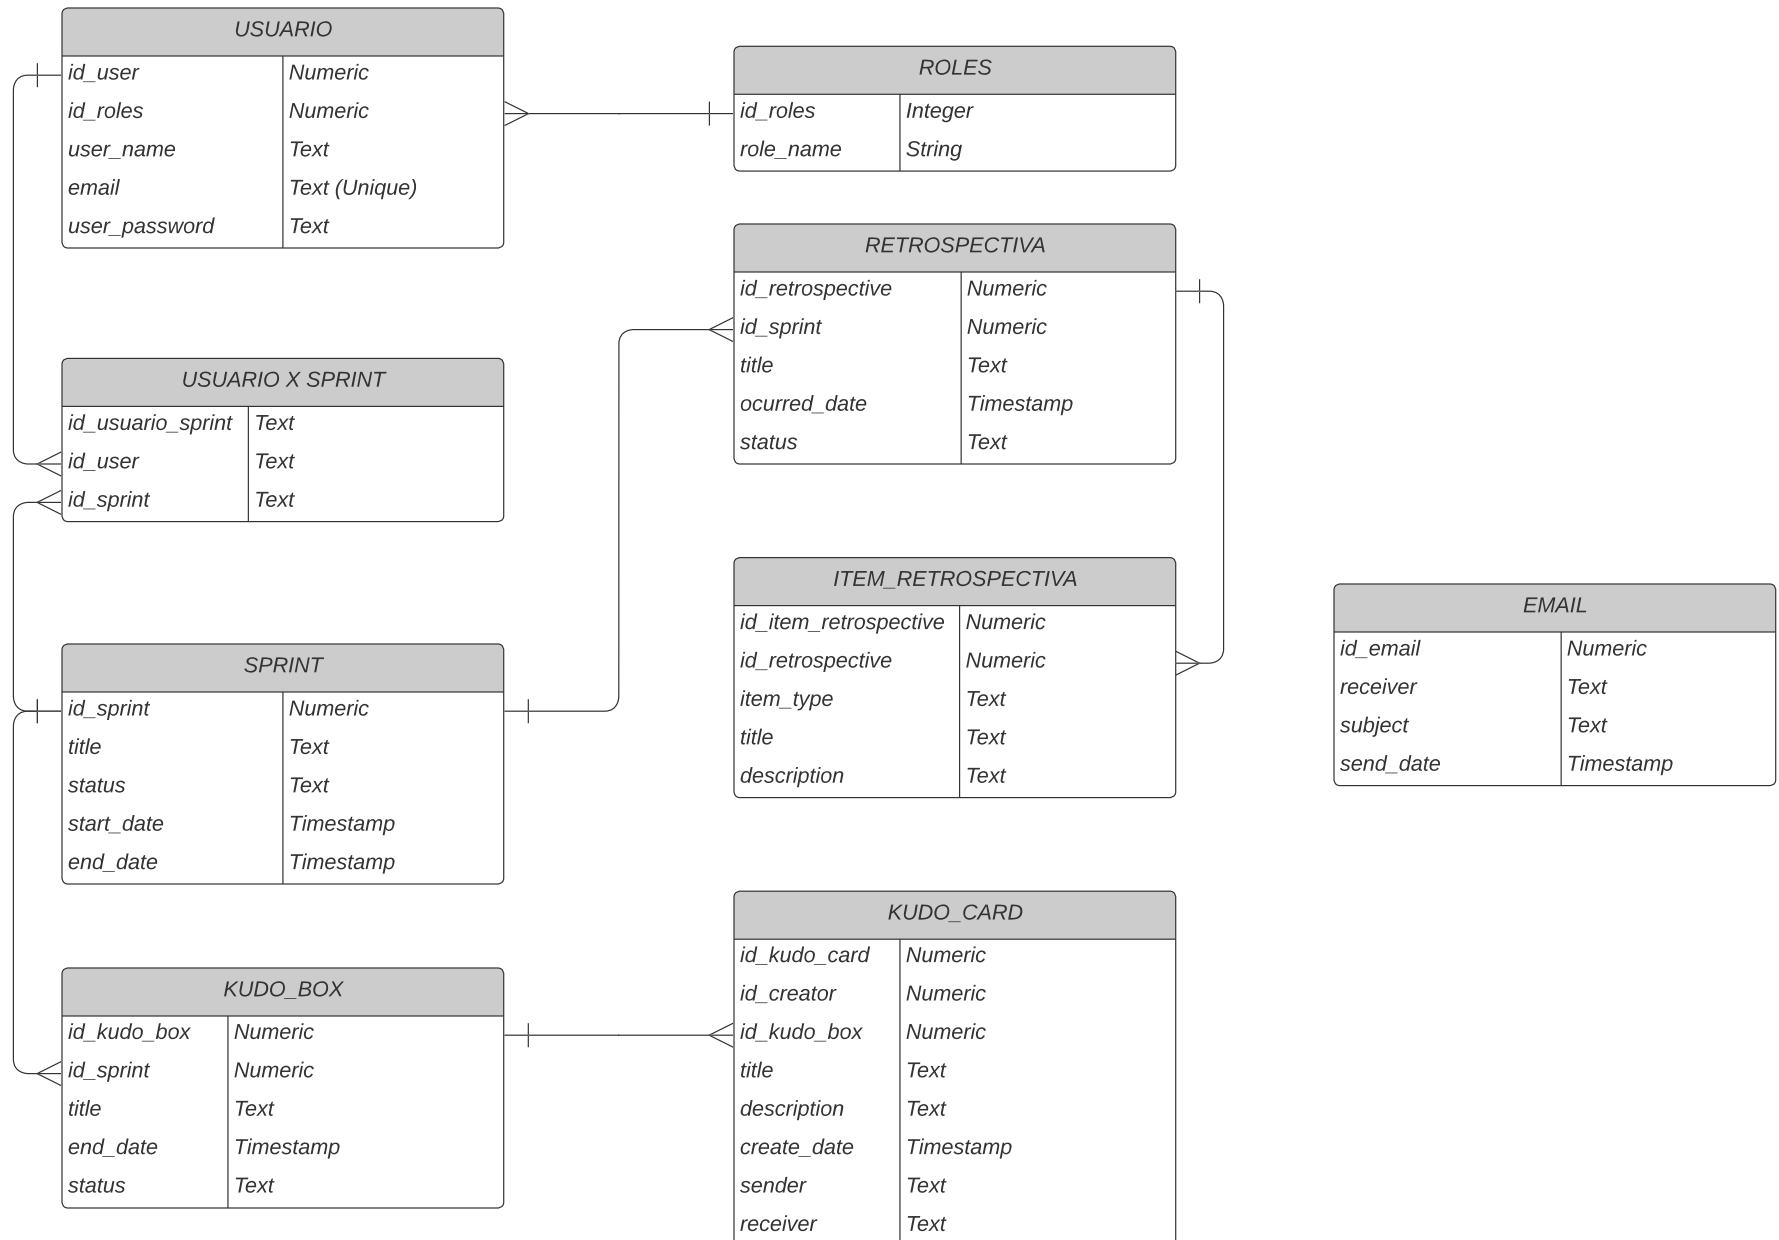 USUARIO
id_user Numeric
id_roles Numeric
user_name Text
email Text (Unique)
user_password Text
ROLES
id_roles Integer
role_name String
RETROSPECTIVA
id_retrospective Numeric
id_sprint Numeric
title Text
ocurred_date Timestamp
status Text
USUARIO X SPRINT
id_usuario_sprint Text
id_user Text
id_sprint Text
ITEM_RETROSPECTIVA
id_item_retrospective Numeric
id_retrospective Numeric
item_type Text
title Text
description Text
EMAIL
id_email Numeric
receiver Text
subject Text
send_date Timestamp
SPRINT
id_sprint Numeric
title Text
status Text
start_date Timestamp
end_date Timestamp
KUDO_BOX
id_kudo_box Numeric
id_sprint Numeric
title Text
end_date Timestamp
status Text
KUDO_CARD
id_kudo_card Numeric
id_creator Numeric
id_kudo_box Numeric
title Text
description Text
create_date Timestamp
sender Text
receiver Text